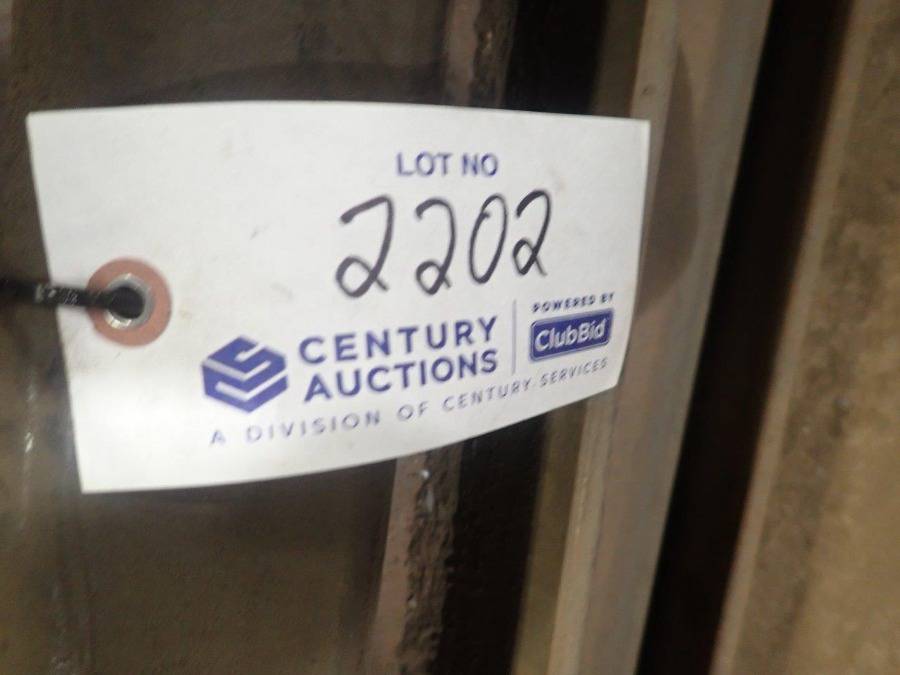 LOT NO
2202
CENTURY
AUCTIONS
POWERED BY
ClubBid
A DIVISION OF CENTURY SERVICES